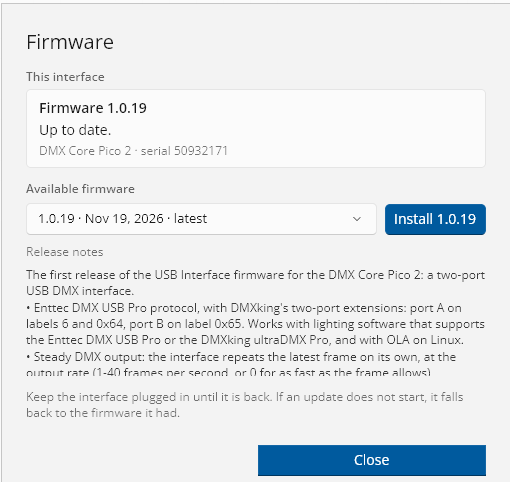 Firmware
This interface
Firmware 1.0.19
Up to date.
DMX Core Pico 2 · serial 50932171
Available firmware
1.0.19 · Nov 19, 2026 · latest
Install 1.0.19
Release notes
The first release of the USB Interface firmware for the DMX Core Pico 2: a two-port
USB DMX interface.
• Enttec DMX USB Pro protocol, with DMXking's two-port extensions: port A on
labels 6 and 0x64, port B on label 0x65. Works with lighting software that supports
the Enttec DMX USB Pro or the DMXking ultraDMX Pro, and with OLA on Linux.
• Steady DMX output: the interface repeats the latest frame on its own, at the
output rate (1-40 frames per second, or 0 for as fast as the frame allows)
Keep the interface plugged in until it is back. If an update does not start, it falls
back to the firmware it had.
Close